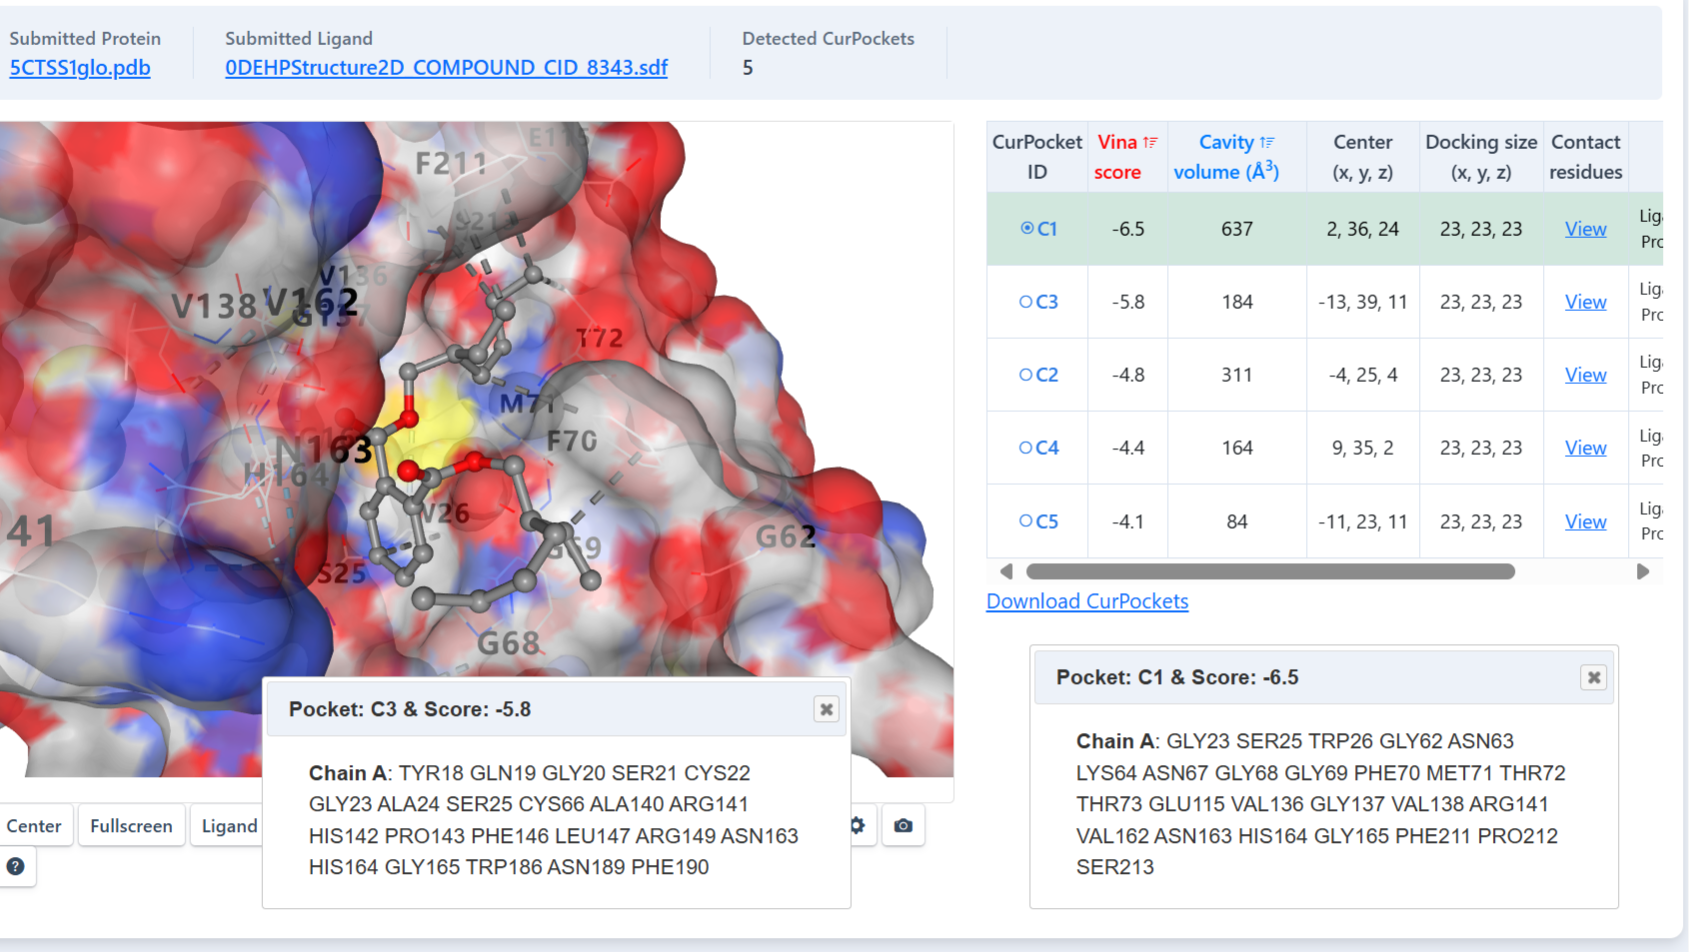 Submitted Protein
5CTSS1glo.pdb
Submitted Ligand
0DEHPStructure2D_COMPOUND_CID_8343.sdf
Detected CurPockets
5
E115
F211
S213
V136
V138
V162
G137
T72
M71
F70
N163
H164
V26
41
G62
G69
S25
G68
CurPocket ID
Vina score
Cavity volume (Å3)
Center (x, y, z)
Docking size (x, y, z)
Contact residues
C1 -6.5 637 2, 36, 24 23, 23, 23 View
C3 -5.8 184 -13, 39, 11 23, 23, 23 View
C2 -4.8 311 -4, 25, 4 23, 23, 23 View
C4 -4.4 164 9, 35, 2 23, 23, 23 View
C5 -4.1 84 -11, 23, 11 23, 23, 23 View
Download CurPockets
Pocket: C3 & Score: -5.8
Chain A: TYR18 GLN19 GLY20 SER21 CYS22
GLY23 ALA24 SER25 CYS66 ALA140 ARG141
HIS142 PRO143 PHE146 LEU147 ARG149 ASN163
HIS164 GLY165 TRP186 ASN189 PHE190
Pocket: C1 & Score: -6.5
Chain A: GLY23 SER25 TRP26 GLY62 ASN63
LYS64 ASN67 GLY68 GLY69 PHE70 MET71 THR72
THR73 GLU115 VAL136 GLY137 VAL138 ARG141
VAL162 ASN163 HIS164 GLY165 PHE211 PRO212
SER213
Center
Fullscreen
Ligand
?